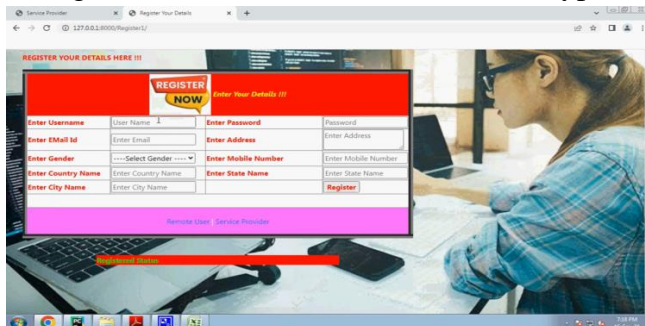 Service Provider
Register Your Details
127.0.0.1:8000/Register1/
REGISTER YOUR DETAILS HERE !!!
REGISTER
NOW
Enter Your Details !!!
Enter Username User Name Enter Password Password
Enter EMail Id Enter Email Enter Address Enter Address
Enter Gender ----Select Gender ---- Enter Mobile Number Enter Mobile Number
Enter Country Name Enter Country Name Enter State Name Enter State Name
Enter City Name Enter City Name Register
Remote User | Service Provider
Registered Status
7:08 PM